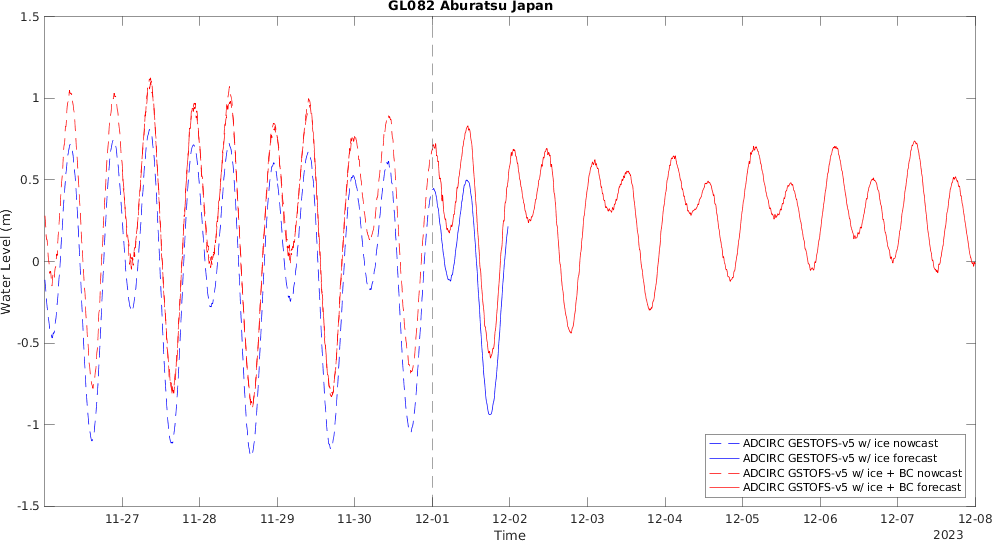 GL082 Aburatsu Japan
1.5
1
0.5
0
-0.5
-1
-1.5
Water Level (m)
11-27 11-28 11-29 11-30 12-01 12-02 12-03 12-04 12-05 12-06 12-07 12-08
Time
2023
ADCIRC GESTOFS-v5 w/ ice nowcast
ADCIRC GESTOFS-v5 w/ ice forecast
ADCIRC GSTOFS-v5 w/ ice + BC nowcast
ADCIRC GSTOFS-v5 w/ ice + BC forecast